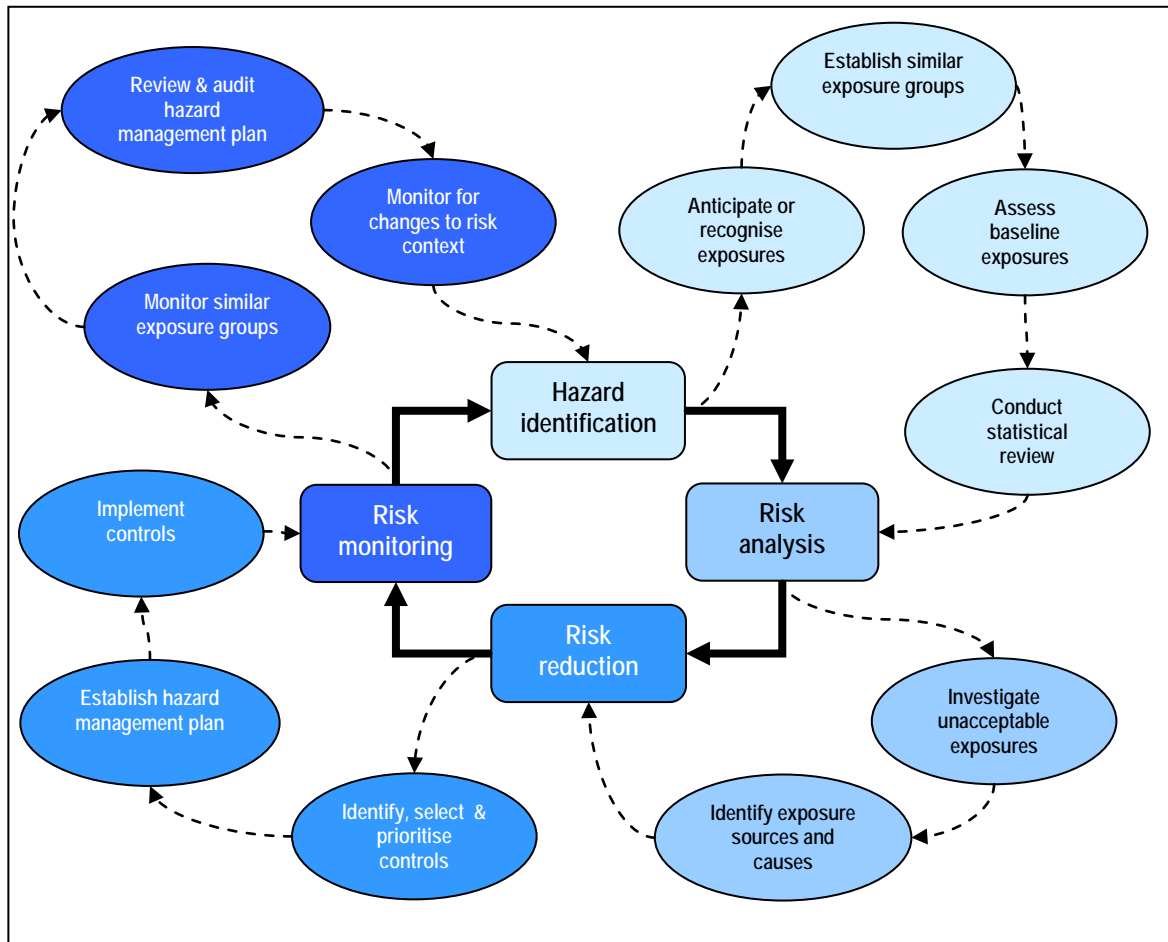 Review & audit
hazard
management plan
Establish similar
exposure groups
Monitor for
changes to risk
context
Anticipate or
recognise
exposures
Assess
baseline
exposures
Monitor similar
exposure groups
Hazard
identification
Conduct
statistical
review
Implement
controls
Risk
monitoring
Risk
analysis
Risk
reduction
Establish hazard
management plan
Investigate
unacceptable
exposures
Identify, select &
prioritise
controls
Identify exposure
sources and
causes